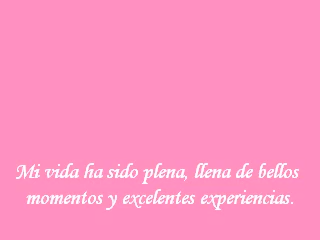 Mi vida ha sido plena, llena de bellos
momentos y excelentes experiencias.